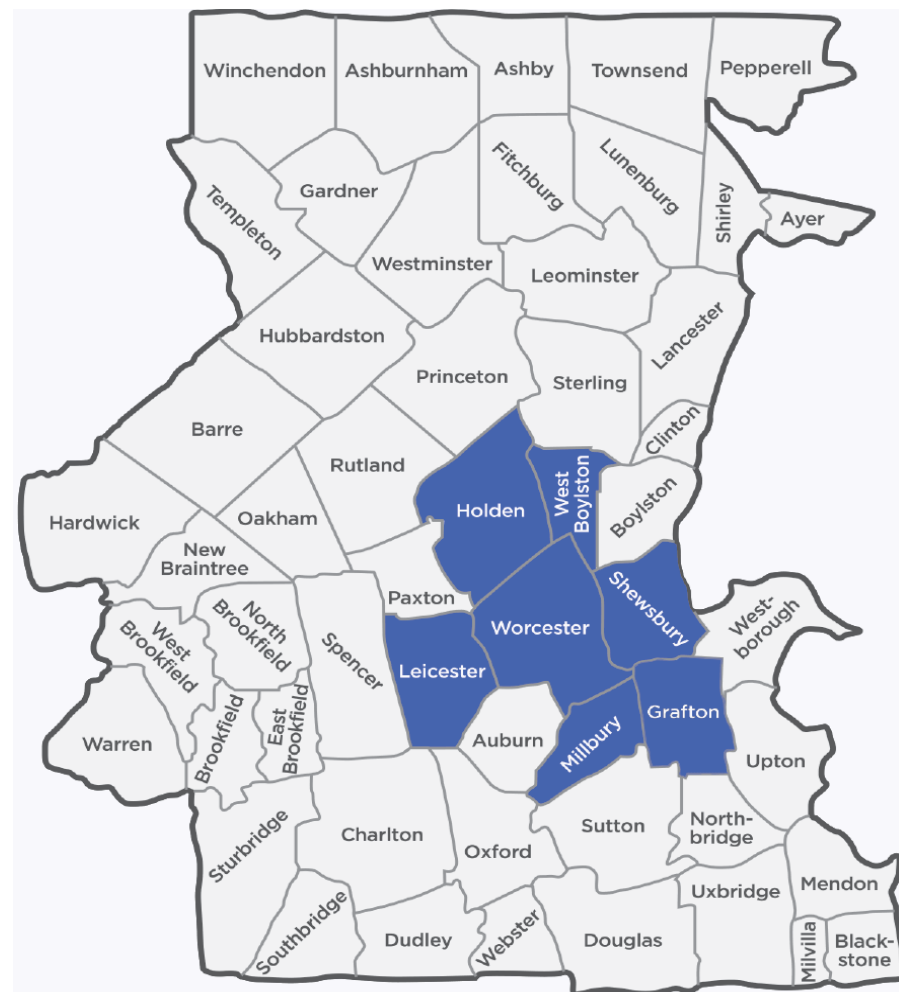 Winchendon
Ashburnham
Ashby
Townsend
Pepperell
Templeton
Gardner
Fitchburg
Lunenburg
Shirley
Ayer
Westminster
Leominster
Hubbardston
Lancaster
Princeton
Sterling
Barre
Rutland
Clinton
Hardwick
Oakham
Holden
West
Boylston
Boylston
New
Braintree
Paxton
Shewsbury
West-
borough
West
Brookfield
North
Brookfield
Spencer
Leicester
Worcester
Warren
Brookfield
East
Brookfield
Auburn
Millbury
Grafton
Upton
Sturbridge
Charlton
Oxford
Sutton
North-
bridge
Southbridge
Dudley
Webster
Douglas
Uxbridge
Mendon
Milvilla
Black-
stone